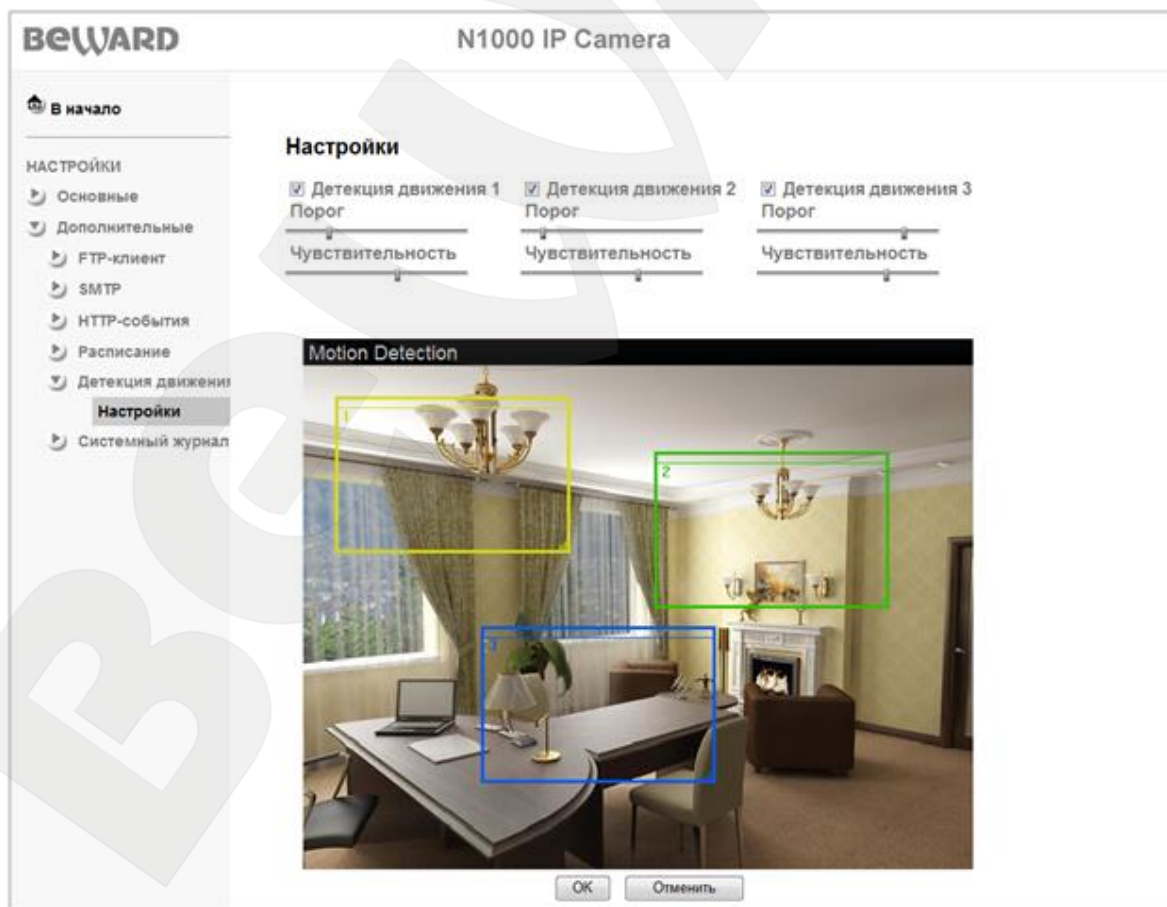 BEWARD
N1000 IP Camera
В начало
НАСТРОЙКИ
Основные
Дополнительные
FTP-клиент
SMTP
HTTP-события
Расписание
Детекция движения
Настройки
Системный журнал
Настройки
Детекция движения 1
Порог
Чувствительность
Детекция движения 2
Порог
Чувствительность
Детекция движения 3
Порог
Чувствительность
Motion Detection
1
2
3
OK
Отменить